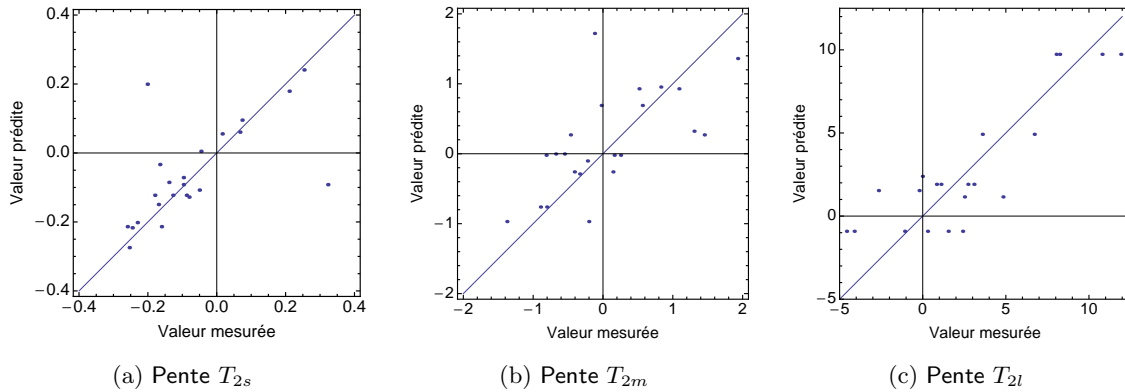 0.4
0.2
0.0
−0.2
−0.4
Valeur prédite
−0.4 −0.2 0.0 0.2 0.4
Valeur mesurée
(a) Pente T2s
2
1
0
−1
−2
Valeur prédite
−2 −1 0 1 2
Valeur mesurée
(b) Pente T2m
10
5
0
−5
Valeur prédite
−5 0 5 10
Valeur mesurée
(c) Pente T2l